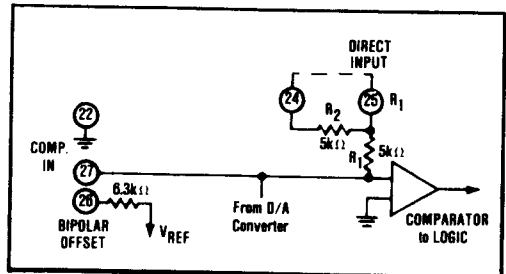 DIRECT
INPUT
24
25
R1
R2
5kΩ
R1
5kΩ
22
COMP.
IN
27
26
6.3kΩ
BIPOLAR
OFFSET
VREF
From D/A
Converter
COMPARATOR
to LOGIC